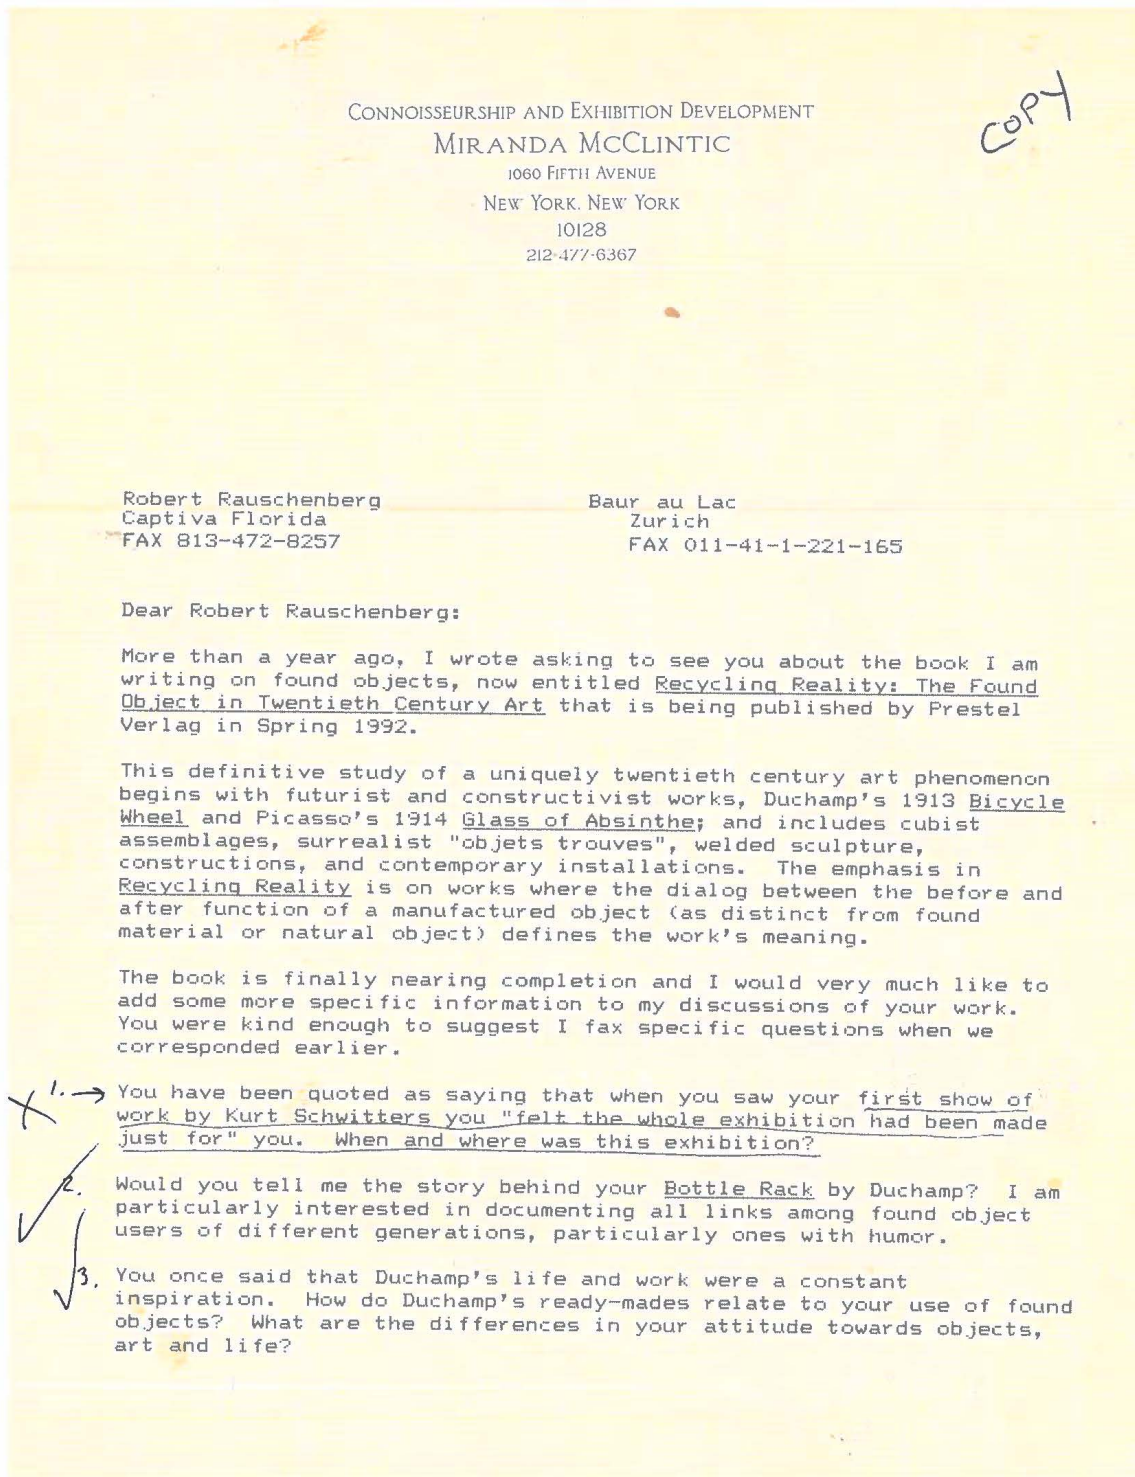 COPY
CONNOISSEURSHIP AND EXHIBITION DEVELOPMENT
MIRANDA MCCLINTIC
1060 FIFTH AVENUE
NEW YORK, NEW YORK
10128
212-477-6367
Robert Rauschenberg
Captiva Florida
FAX 813-472-8257
Baur au Lac
Zurich
FAX 011-41-1-221-165
Dear Robert Rauschenberg:
More than a year ago, I wrote asking to see you about the book I am
writing on found objects, now entitled Recycling Reality: The Found
Object in Twentieth Century Art that is being published by Prestel
Verlag in Spring 1992.
This definitive study of a uniquely twentieth century art phenomenon
begins with futurist and constructivist works, Duchamp's 1913 Bicycle
Wheel and Picasso's 1914 Glass of Absinthe; and includes cubist
assemblages, surrealist "objets trouves", welded sculpture,
constructions, and contemporary installations. The emphasis in
Recycling Reality is on works where the dialog between the before and
after function of a manufactured object (as distinct from found
material or natural object) defines the work's meaning.
The book is finally nearing completion and I would very much like to
add some more specific information to my discussions of your work.
You were kind enough to suggest I fax specific questions when we
corresponded earlier.
X 1. → You have been quoted as saying that when you saw your first show of
work by Kurt Schwitters you "felt the whole exhibition had been made
just for" you. When and where was this exhibition?
2. Would you tell me the story behind your Bottle Rack by Duchamp? I am
particularly interested in documenting all links among found object
users of different generations, particularly ones with humor.
3. You once said that Duchamp's life and work were a constant
inspiration. How do Duchamp's ready-mades relate to your use of found
objects? What are the differences in your attitude towards objects,
art and life?